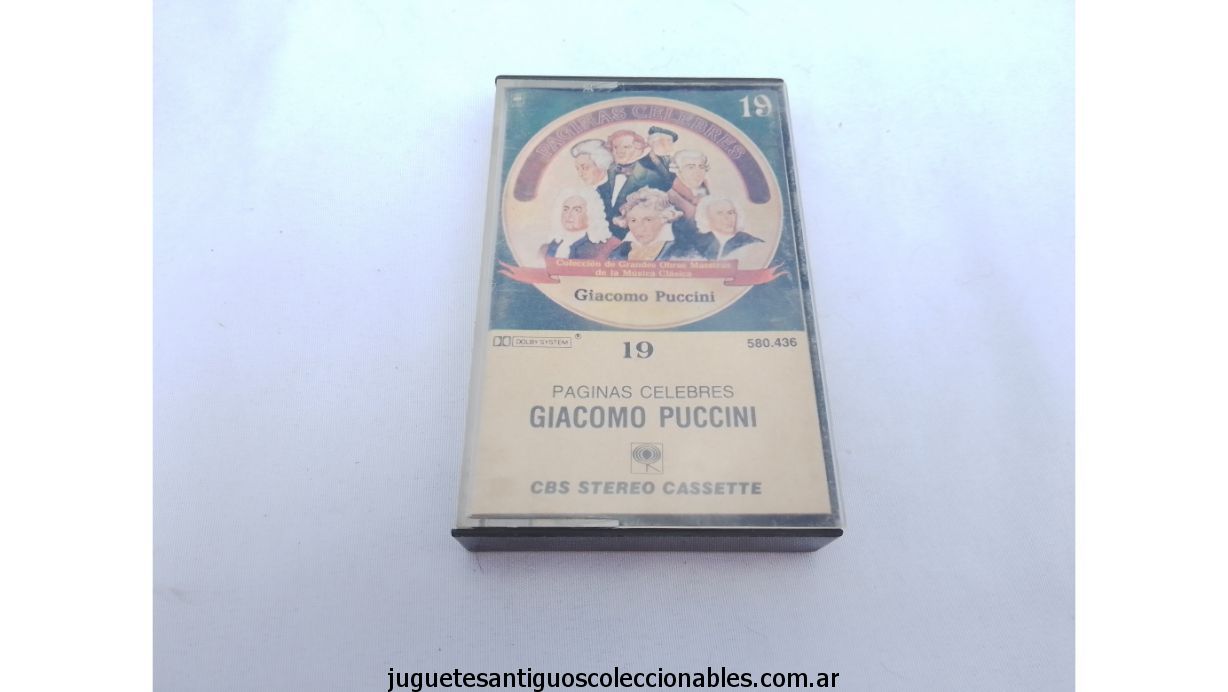 19
PAGINAS CELEBRES
Colección de Grandes Obras Maestras
de la Música Clásica
Giacomo Puccini
DOLBY SYSTEM ®
19
580.436
PAGINAS CELEBRES
GIACOMO PUCCINI
CBS STEREO CASSETTE
juguetesantiguoscoleccionables.com.ar